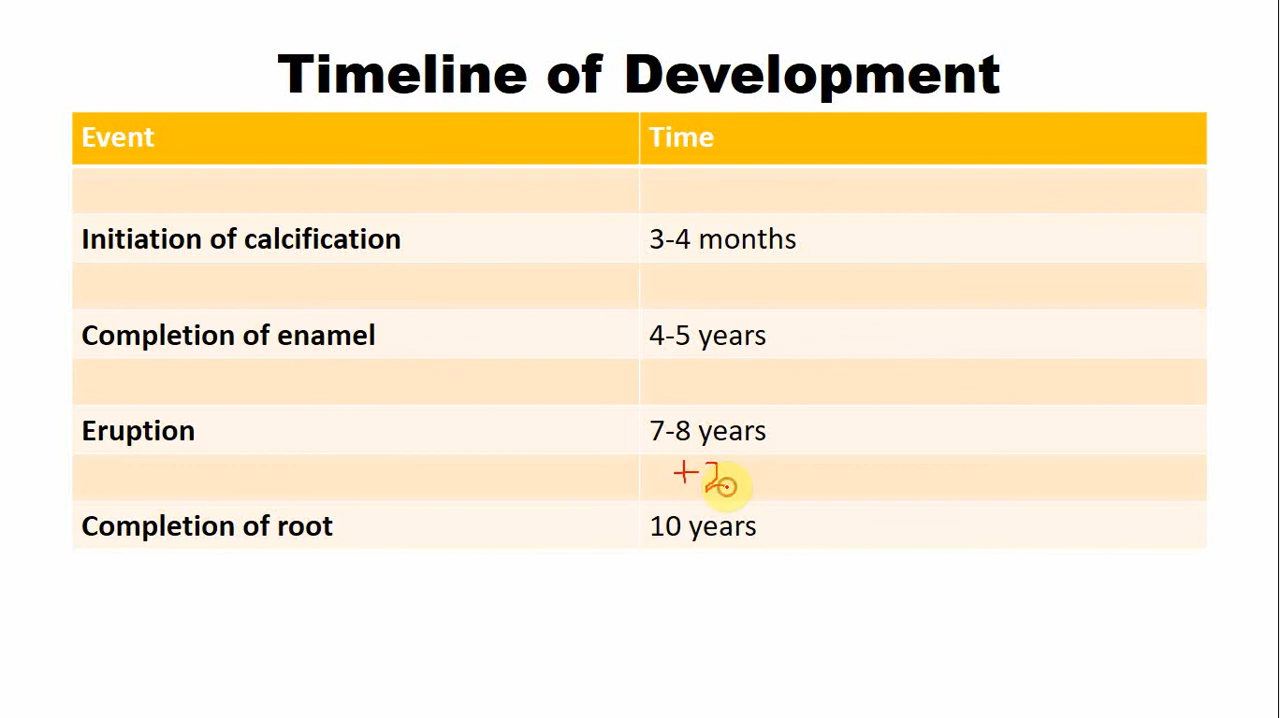 Timeline of Development
Event Time
Initiation of calcification 3-4 months
Completion of enamel 4-5 years
Eruption 7-8 years
+2
Completion of root 10 years